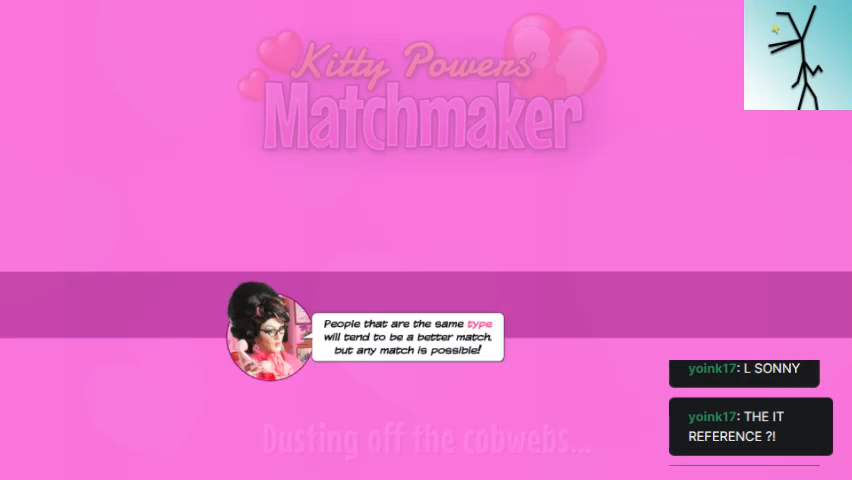 Kitty Powers'
Matchmaker
People that are the same type
will tend to be a better match,
but any match is possible!
yoink17: L SONNY
yoink17: THE IT
REFERENCE ?!
Dusting off the cobwebs...